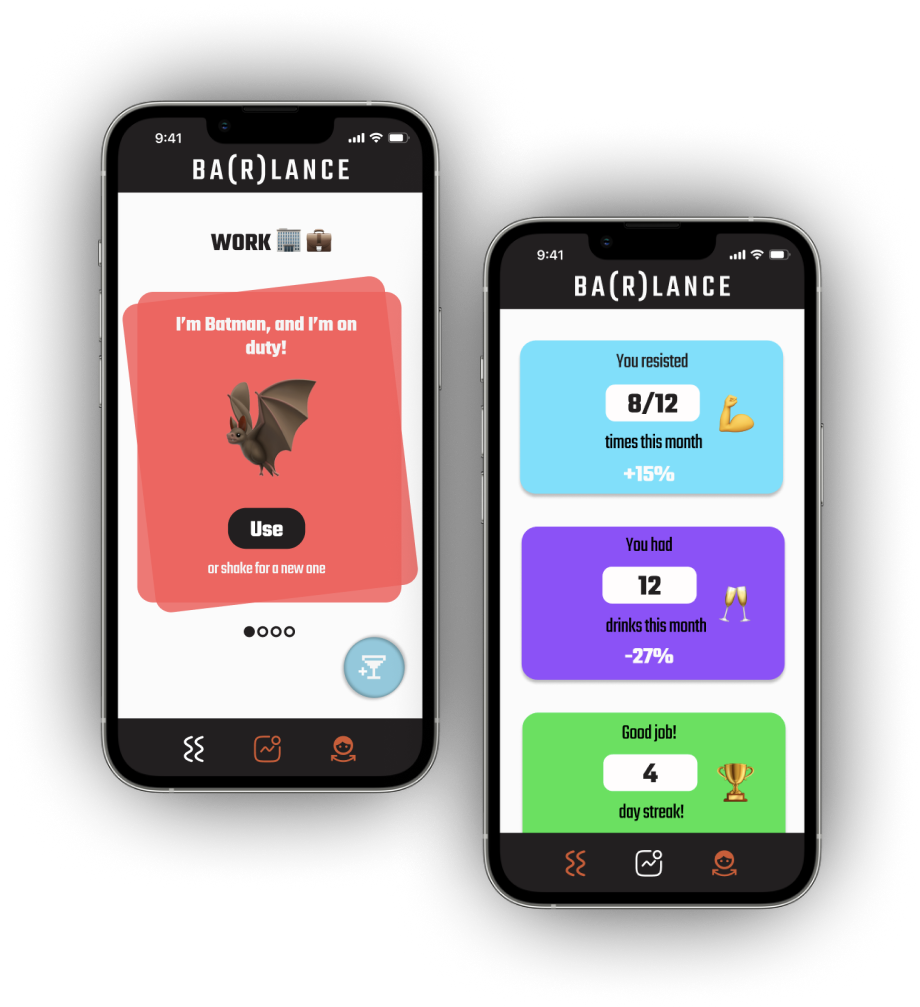 9:41
BA(R)LANCE
WORK
I'm Batman, and I'm on
duty!
Use
or shake for a new one
9:41
BA(R)LANCE
You resisted
8/12
times this month
+15%
You had
12
drinks this month
-27%
Good job!
4
day streak!